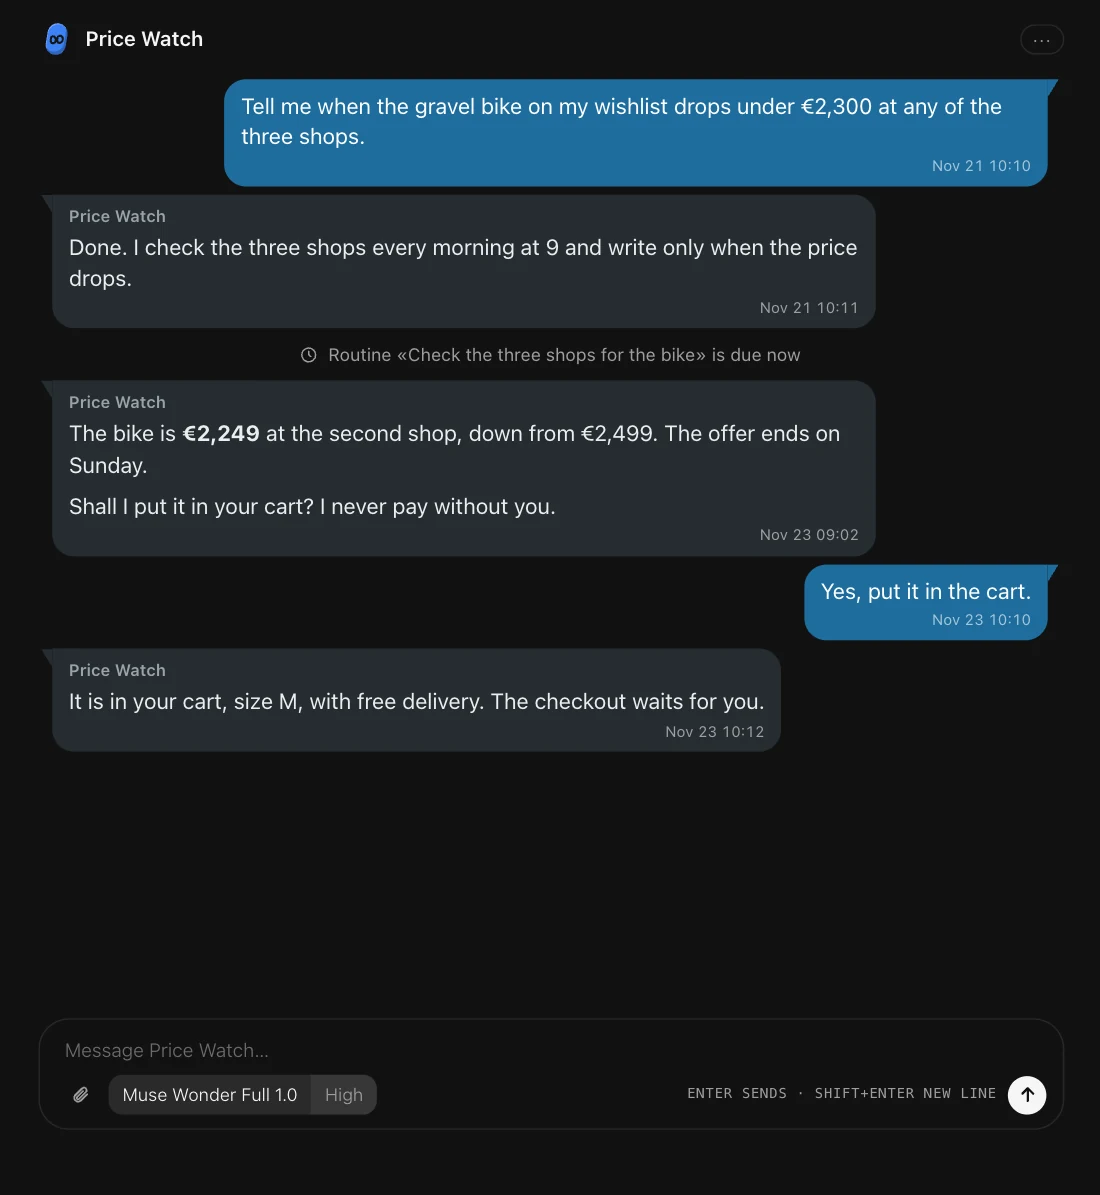 Price Watch
...
Tell me when the gravel bike on my wishlist drops under €2,300 at any of the
three shops.
Nov 21 10:10
Price Watch
Done. I check the three shops every morning at 9 and write only when the price
drops.
Nov 21 10:11
Routine «Check the three shops for the bike» is due now
Price Watch
The bike is €2,249 at the second shop, down from €2,499. The offer ends on
Sunday.
Shall I put it in your cart? I never pay without you.
Nov 23 09:02
Yes, put it in the cart.
Nov 23 10:10
Price Watch
It is in your cart, size M, with free delivery. The checkout waits for you.
Nov 23 10:12
Message Price Watch...
Muse Wonder Full 1.0 High
ENTER SENDS · SHIFT+ENTER NEW LINE